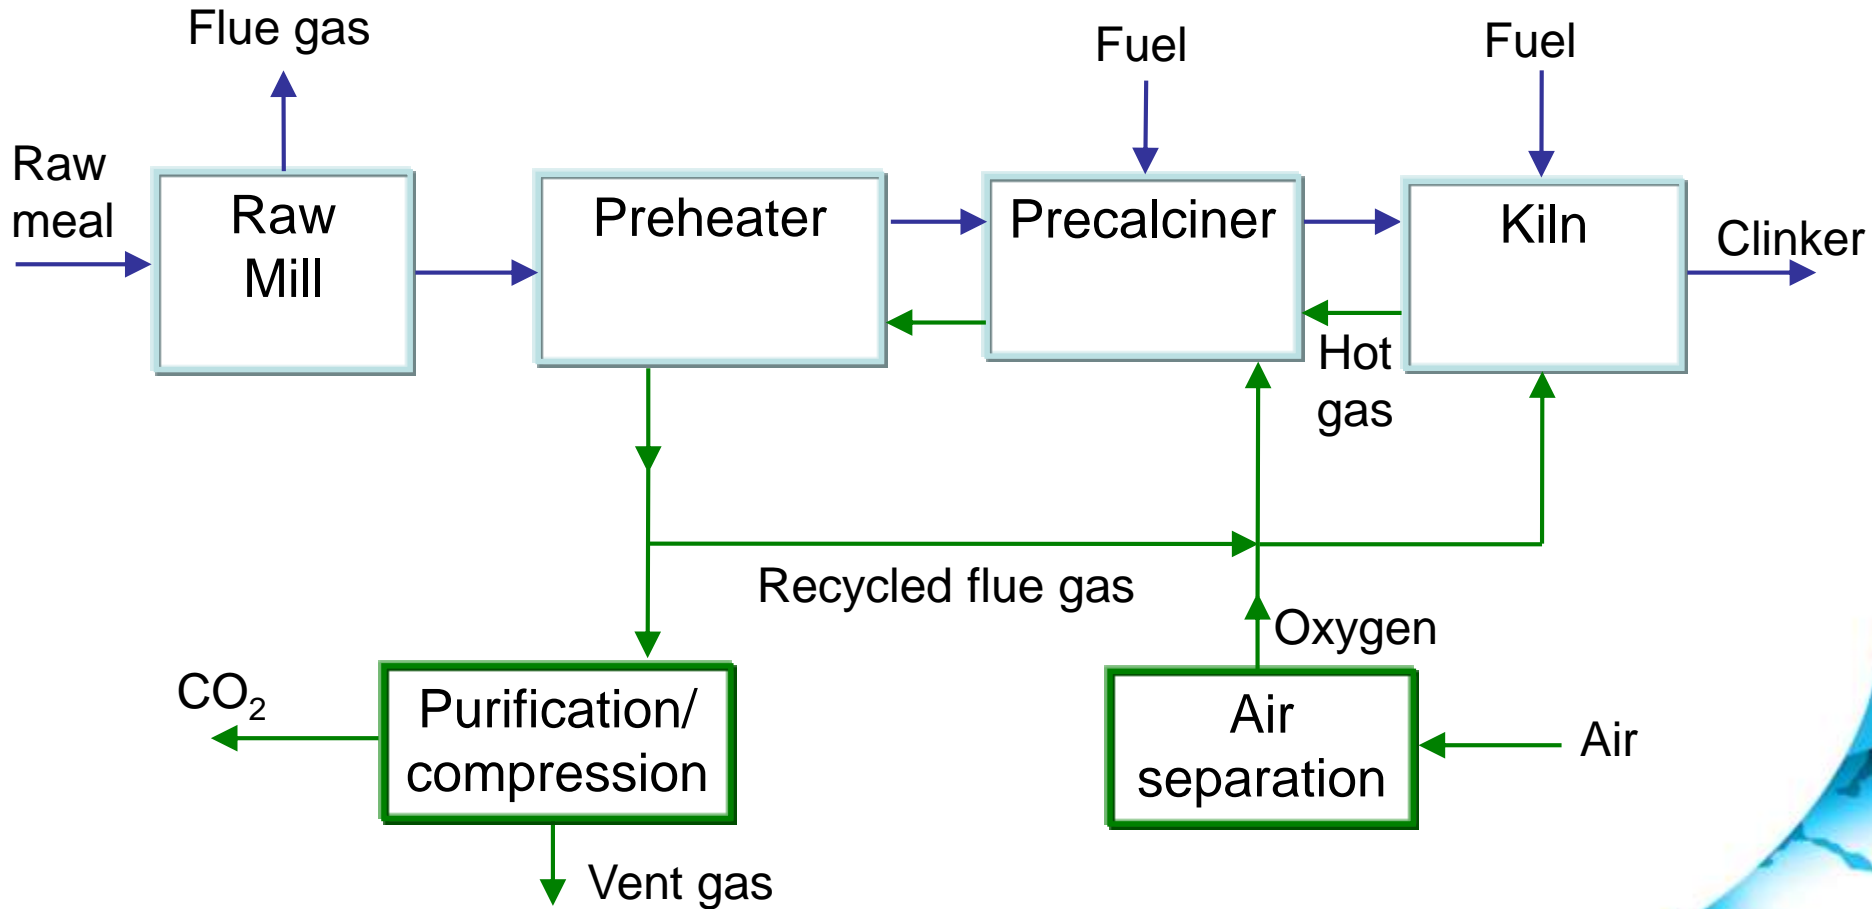 Flue gas
Fuel
Fuel
Raw
meal
Raw
Mill
Preheater
Precalciner
Kiln
Clinker
Hot
gas
Recycled flue gas
Oxygen
CO₂
Purification/
compression
Air
separation
Air
Vent gas